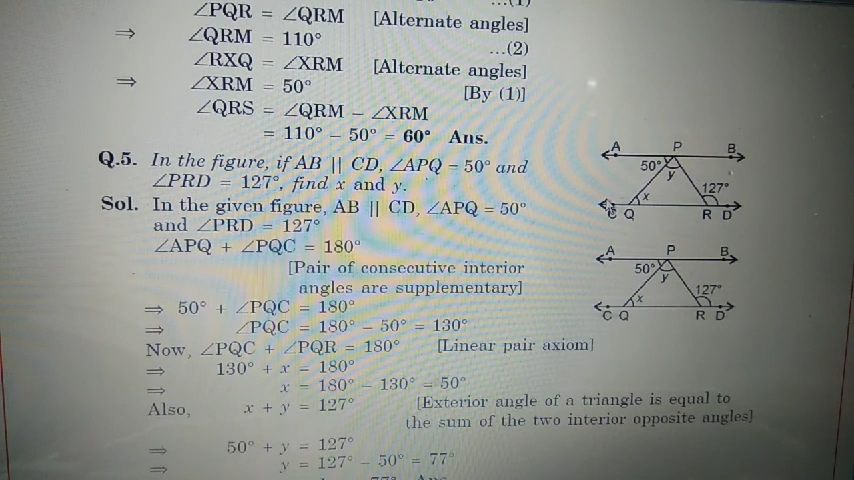 ...(1)
∠PQR = ∠QRM [Alternate angles]
⇒ ∠QRM = 110° ...(2)
∠RXQ = ∠XRM [Alternate angles]
⇒ ∠XRM = 50° [By (1)]
∠QRS = ∠QRM – ∠XRM
= 110° – 50° = 60° Ans.
Q.5. In the figure, if AB || CD, ∠APQ = 50° and
∠PRD = 127°, find x and y.
Sol. In the given figure, AB || CD, ∠APQ = 50°
and ∠PRD = 127°
∠APQ + ∠PQC = 180°
[Pair of consecutive interior
angles are supplementary]
⇒ 50° + ∠PQC = 180°
⇒ ∠PQC = 180° – 50° = 130°
Now, ∠PQC + ∠PQR = 180° [Linear pair axiom]
⇒ 130° + x = 180°
⇒ x = 180° – 130° = 50°
Also, x + y = 127° [Exterior angle of a triangle is equal to
the sum of the two interior opposite angles]
⇒ 50° + y = 127°
⇒ y = 127° – 50° = 77°
A P B
50° y
x 127°
C Q R D
A P B
50° y
x 127°
C Q R D